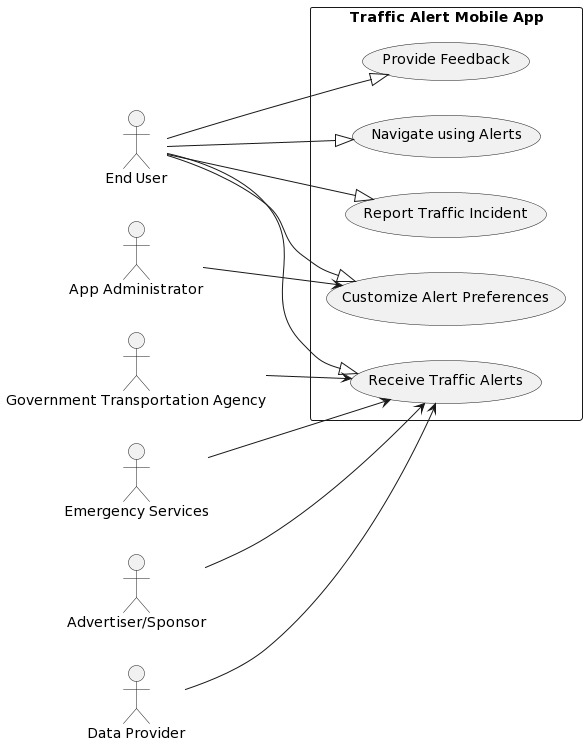 Traffic Alert Mobile App
Provide Feedback
Navigate using Alerts
End User
Report Traffic Incident
App Administrator
Customize Alert Preferences
Receive Traffic Alerts
Government Transportation Agency
Emergency Services
Advertiser/Sponsor
Data Provider